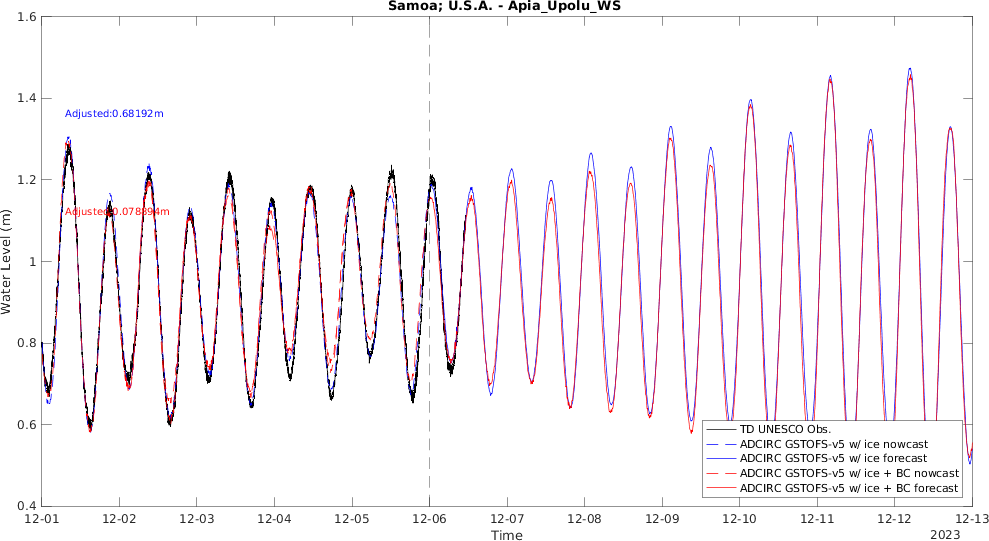 Samoa; U.S.A. - Apia_Upolu_WS
1.6
1.4
1.2
1
0.8
0.6
0.4
Water Level (m)
Adjusted:0.68192m
Adjusted:0.078894m
TD UNESCO Obs.
ADCIRC GSTOFS-v5 w/ ice nowcast
ADCIRC GSTOFS-v5 w/ ice forecast
ADCIRC GSTOFS-v5 w/ ice + BC nowcast
ADCIRC GSTOFS-v5 w/ ice + BC forecast
12-01 12-02 12-03 12-04 12-05 12-06 12-07 12-08 12-09 12-10 12-11 12-12 12-13
Time
2023